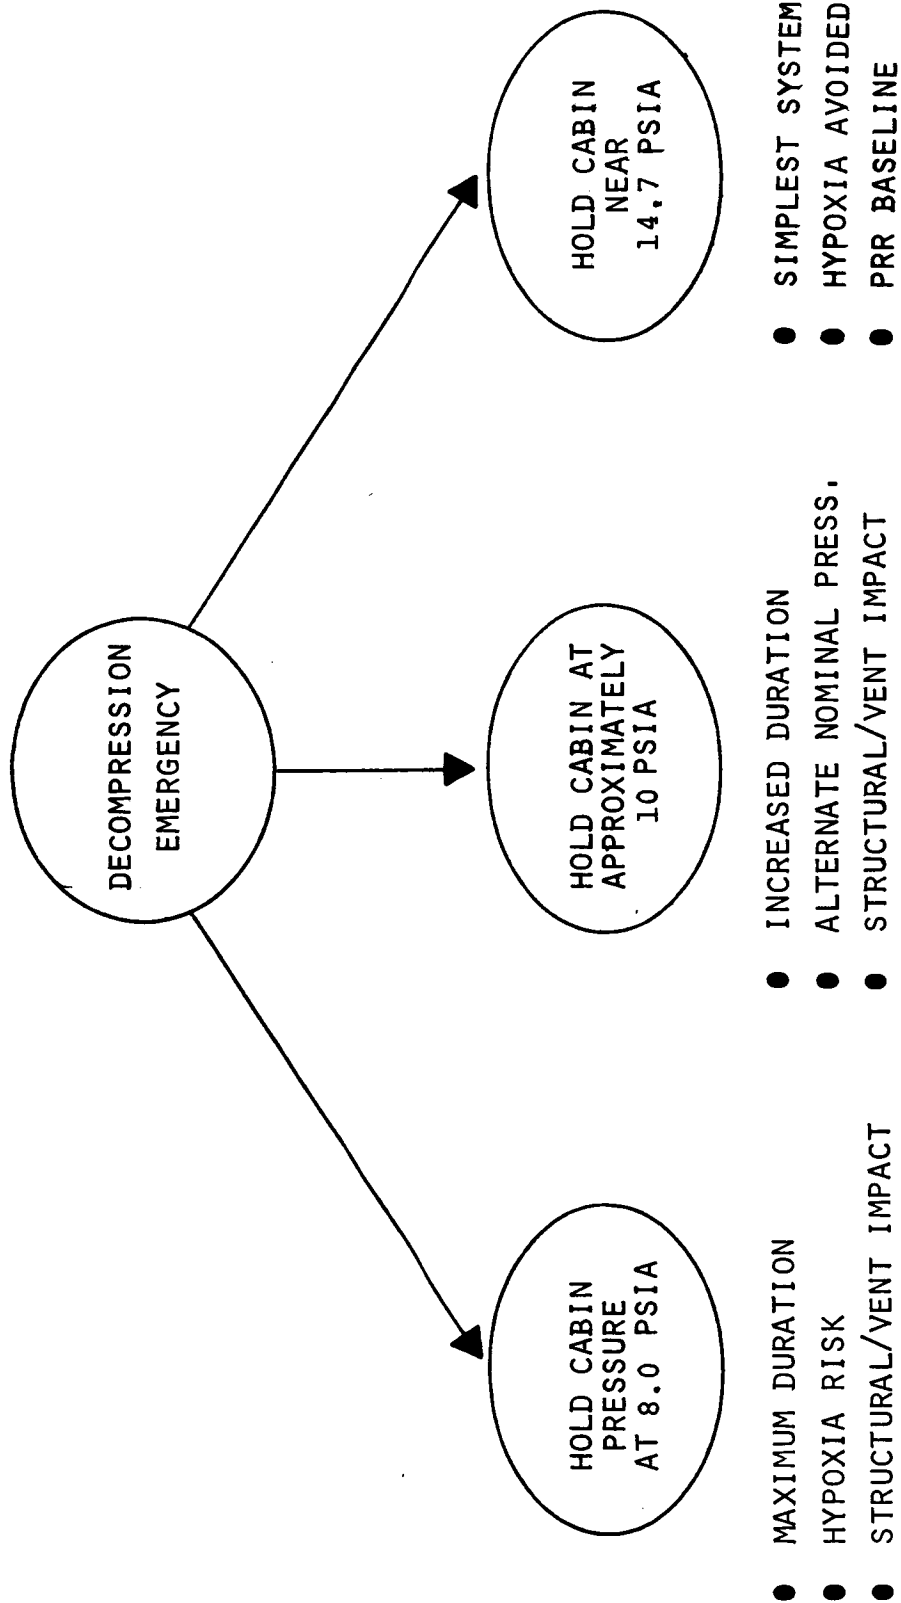 DECOMPRESSION
EMERGENCY
HOLD CABIN
PRESSURE
AT 8.0 PSIA
HOLD CABIN AT
APPROXIMATELY
10 PSIA
HOLD CABIN
NEAR
14.7 PSIA
● MAXIMUM DURATION
● HYPOXIA RISK
● STRUCTURAL/VENT IMPACT
● INCREASED DURATION
● ALTERNATE NOMINAL PRESS.
● STRUCTURAL/VENT IMPACT
● SIMPLEST SYSTEM
● HYPOXIA AVOIDED
● PRR BASELINE